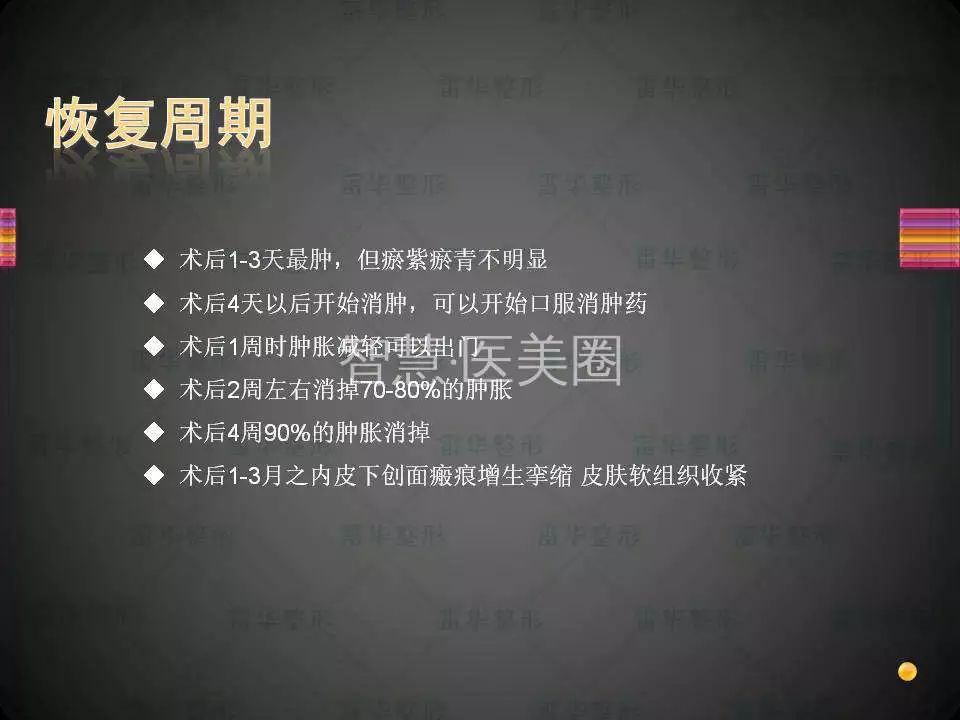 恢复周期
◆ 术后1-3天最肿，但瘀紫瘀青不明显
◆ 术后4天以后开始消肿，可以开始口服消肿药
◆ 术后1周时肿胀减轻可以出门
智慧·医美圈
◆ 术后2周左右消掉70-80%的肿胀
◆ 术后4周90%的肿胀消掉
◆ 术后1-3月之内皮下创面瘢痕增生挛缩 皮肤软组织收紧